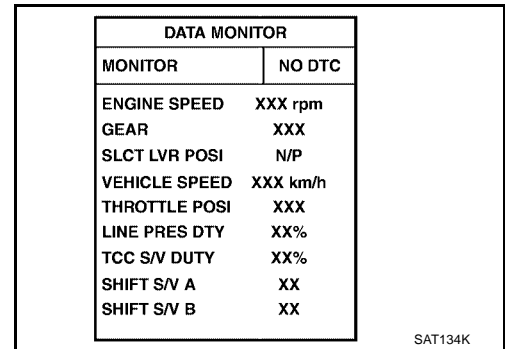 DATA MONITOR
MONITOR NO DTC
ENGINE SPEED XXX rpm
GEAR XXX
SLCT LVR POSI N/P
VEHICLE SPEED XXX km/h
THROTTLE POSI XXX
LINE PRES DTY XX%
TCC S/V DUTY XX%
SHIFT S/V A XX
SHIFT S/V B XX
SAT134K